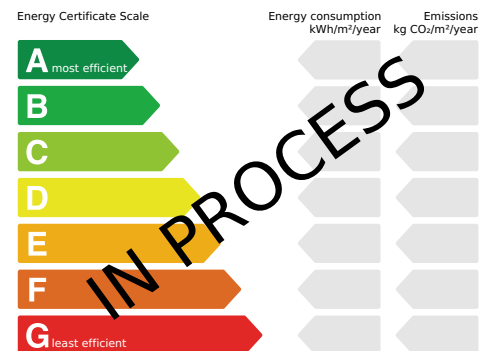 Energy Certificate Scale
Energy consumption
kWh/m²/year
Emissions
kg CO₂/m²/year
A most efficient
B
C
D
E
F
G least efficient
IN PROCESS